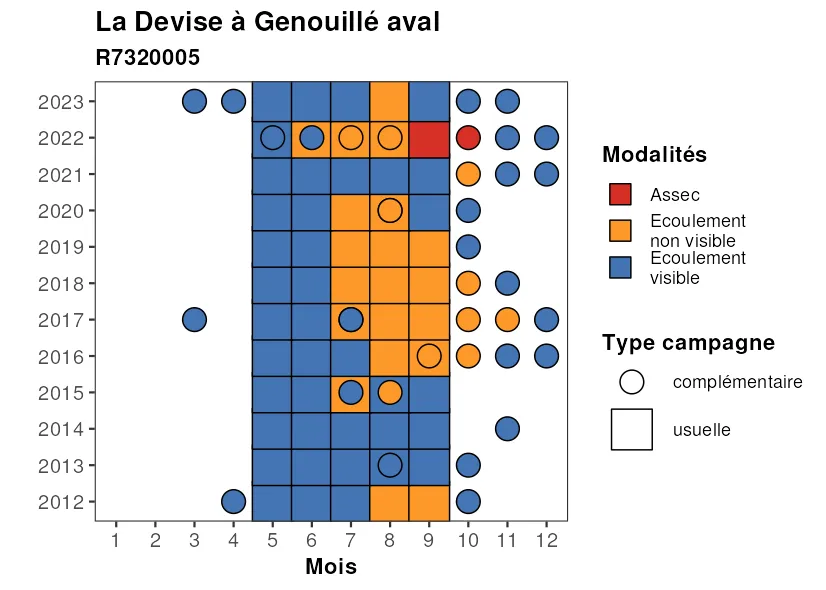 La Devise à Genouillé aval
R7320005
2023
2022
2021
2020
2019
2018
2017
2016
2015
2014
2013
2012
1 2 3 4 5 6 7 8 9 10 11 12
Mois
Modalités
Assec
Ecoulement
non visible
Ecoulement
visible
Type campagne
complémentaire
usuelle